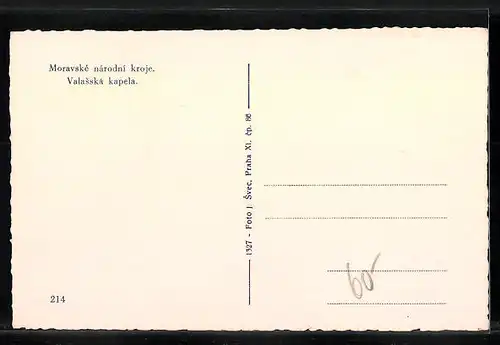 Moravské národní kroje.
Valašská kapela.
1327 - Foto J. Švec, Praha XI. čp. 86
60
214